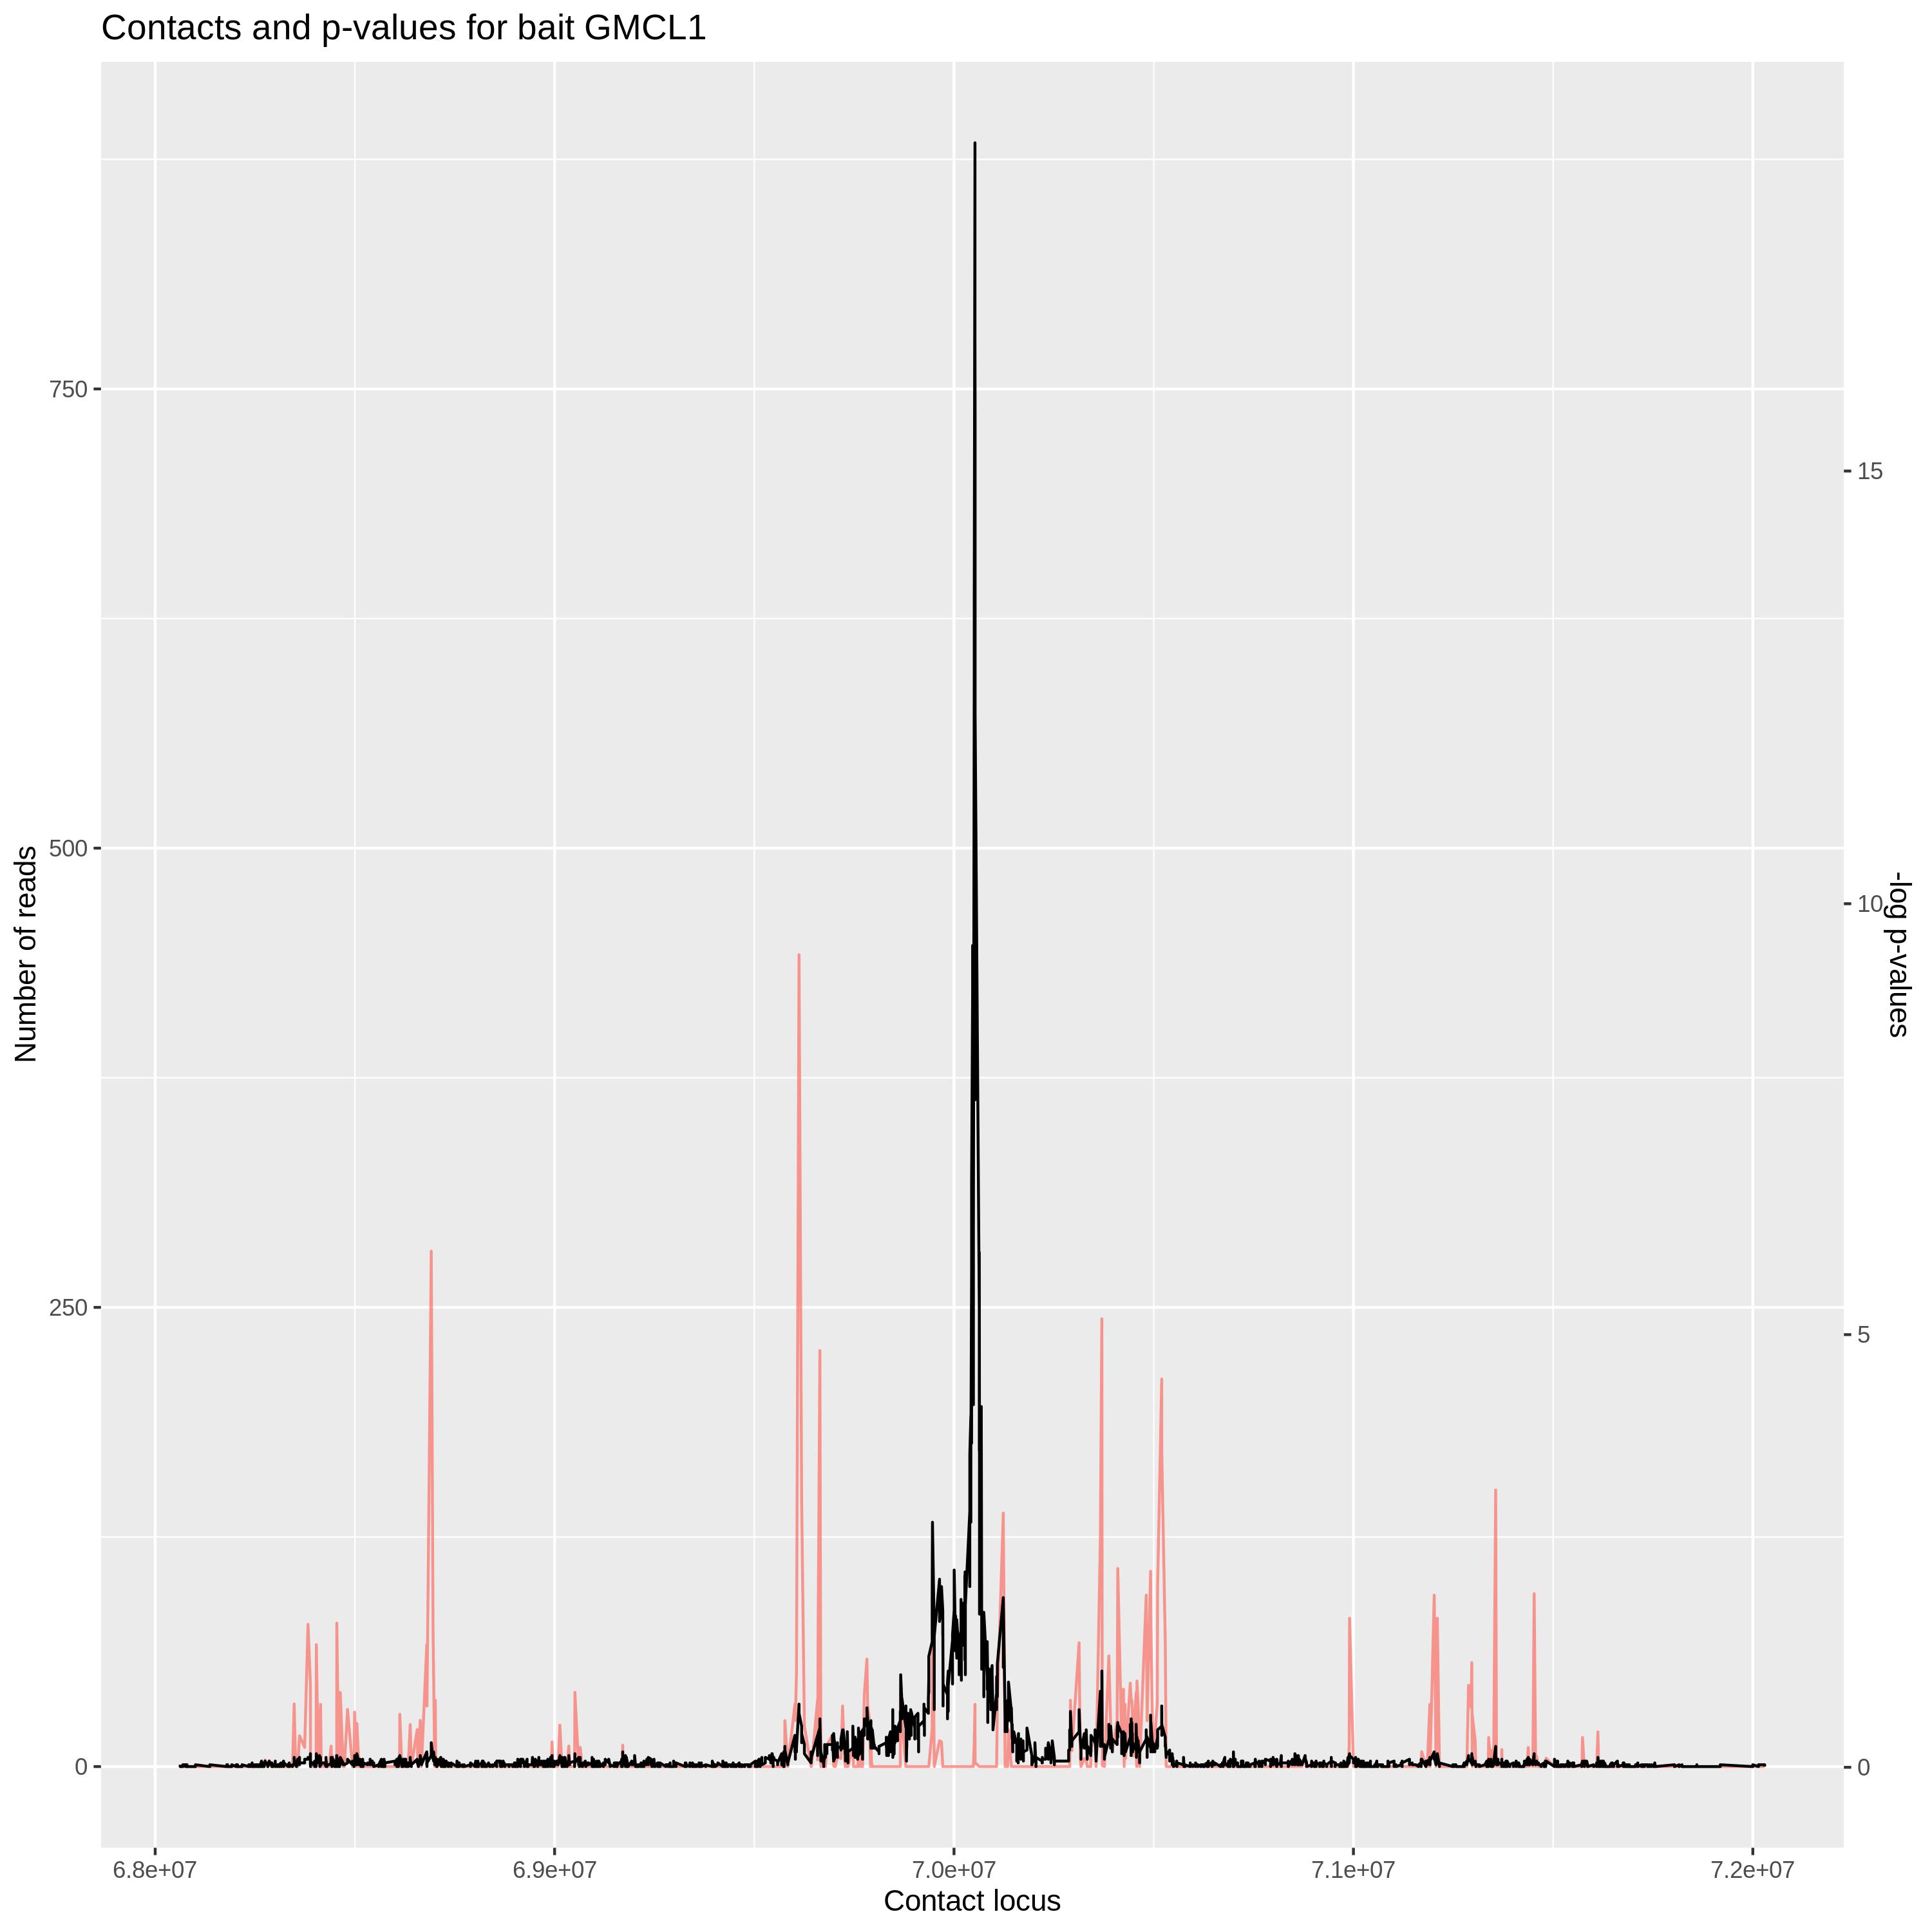 Contacts and p-values for bait GMCL1
750
500
250
0
Number of reads
15
10
5
0
-log p-values
6.8e+07
6.9e+07
7.0e+07
7.1e+07
7.2e+07
Contact locus